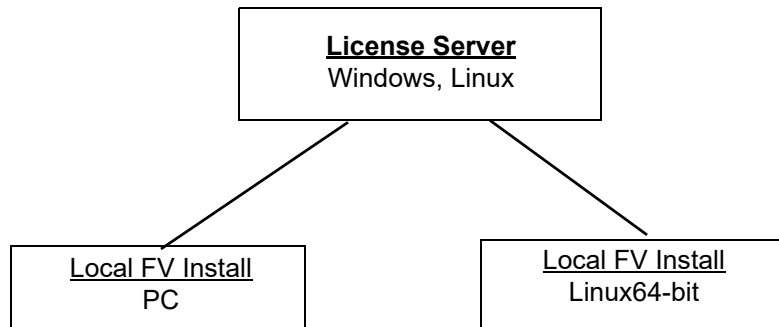 License Server
Windows, Linux
Local FV Install
PC
Local FV Install
Linux64-bit